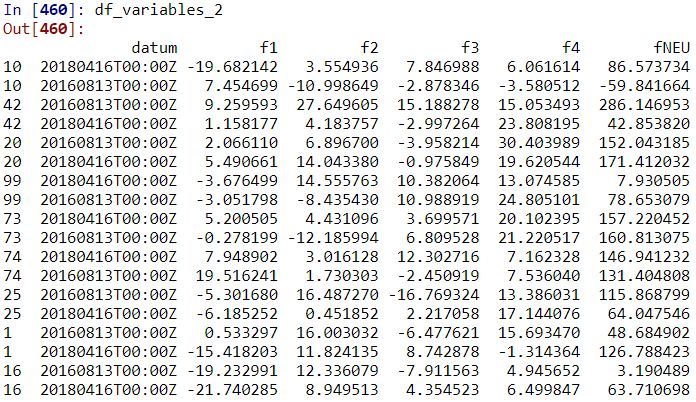 In [460]: df_variables_2
Out[460]:
datum f1 f2 f3 f4 fNEU
10 20180416T00:00Z -19.682142 3.554936 7.846988 6.061614 86.573734
10 20160813T00:00Z 7.454699 -10.998649 -2.878346 -3.580512 -59.841664
42 20160813T00:00Z 9.259593 27.649605 15.188278 15.053493 286.146953
42 20180416T00:00Z 1.158177 4.183757 -2.997264 23.808195 42.853820
20 20160813T00:00Z 2.066110 6.896700 -3.958214 30.403989 152.043185
20 20180416T00:00Z 5.490661 14.043380 -0.975849 19.620544 171.412032
99 20180416T00:00Z -3.676499 14.555763 10.382064 13.074585 7.930505
99 20160813T00:00Z -3.051798 -8.435430 10.988919 24.805101 78.653079
73 20180416T00:00Z 5.200505 4.431096 3.699571 20.102395 157.220452
73 20160813T00:00Z -0.278199 -12.185994 6.809528 21.220517 160.813075
74 20180416T00:00Z 7.948902 3.016128 12.302716 7.162328 146.941232
74 20160813T00:00Z 19.516241 1.730303 -2.450919 7.536040 131.404808
25 20160813T00:00Z -5.301680 16.487270 -16.769324 13.386031 115.868799
25 20180416T00:00Z -6.185252 0.451852 2.217058 17.144076 64.047546
1 20160813T00:00Z 0.533297 16.003032 -6.477621 15.693470 48.684902
1 20180416T00:00Z -15.418203 11.824135 8.742878 -1.314364 126.788423
16 20160813T00:00Z -19.232991 12.336079 -7.911563 4.945652 3.190489
16 20180416T00:00Z -21.740285 8.949513 4.354523 6.499847 63.710698